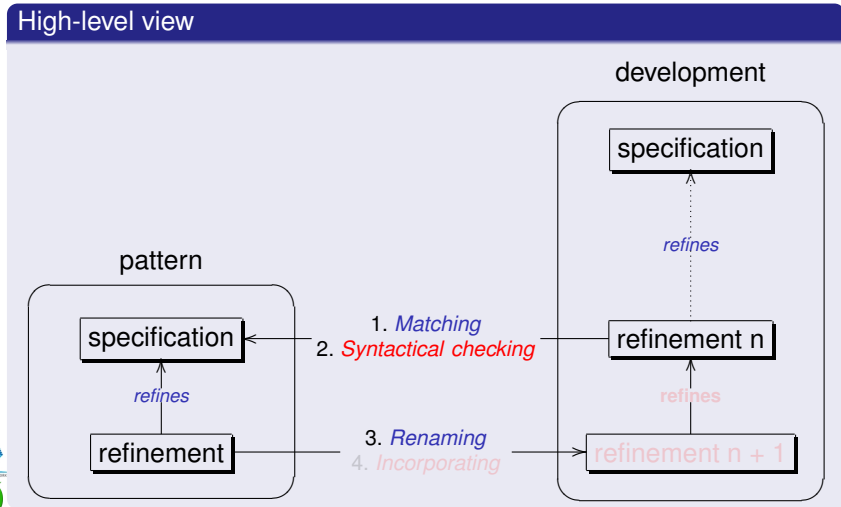 High-level view
development
specification
refines
pattern
specification
1. Matching
2. Syntactical checking
refinement n
refines
refines
refinement
3. Renaming
4. Incorporating
refinement n + 1